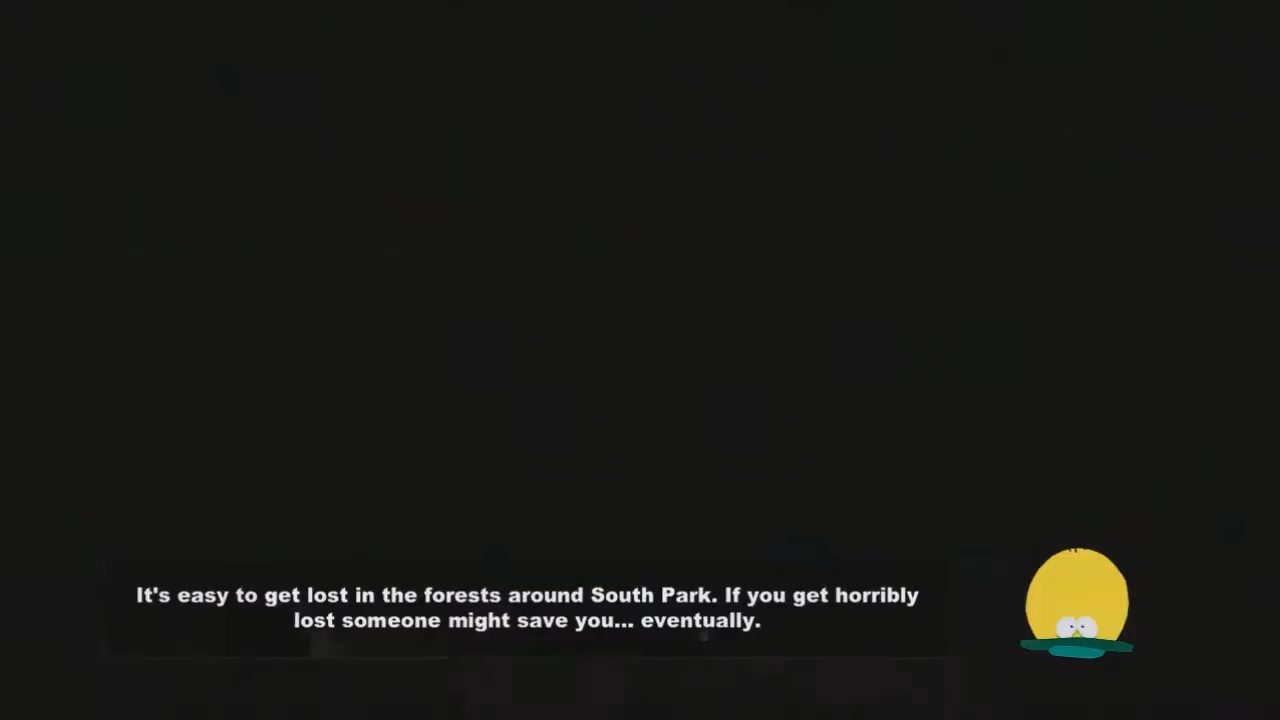 It's easy to get lost in the forests around South Park. If you get horribly
lost someone might save you... eventually.